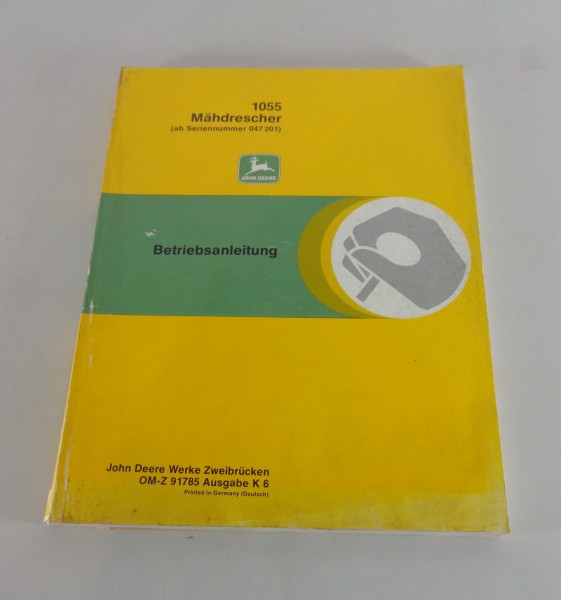 1055
Mähdrescher
(ab Seriennummer 047201)
JOHN DEERE
Betriebsanleitung
John Deere Werke Zweibrücken
OM-Z 91785 Ausgabe K 6
Printed in Germany (Deutsch)